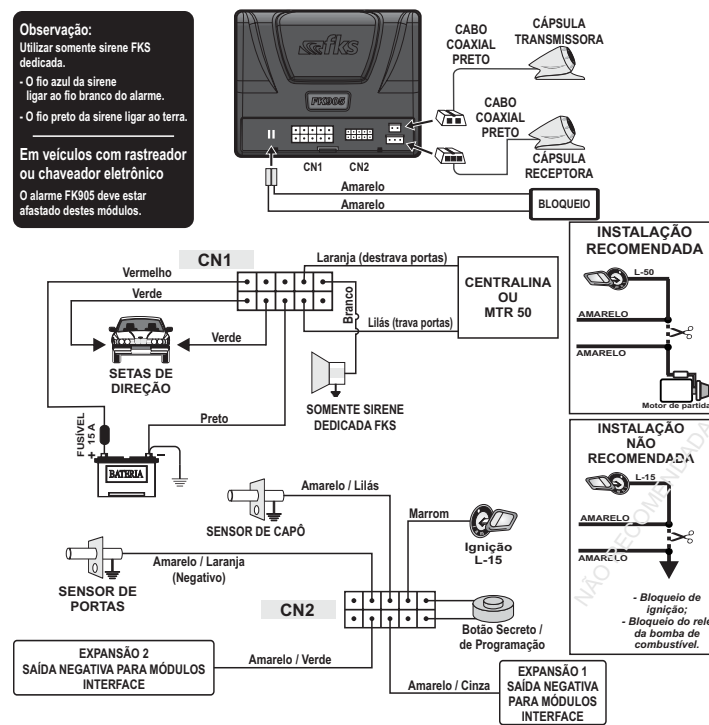 Observação:
Utilizar somente sirene FKS
dedicada.
- O fio azul da sirene
ligar ao fio branco do alarme.
- O fio preto da sirene ligar ao terra.
Em veículos com rastreador
ou chaveador eletrônico
O alarme FK905 deve estar
afastado destes módulos.
fks
FK905
CN1
CN2
CABO
COAXIAL
PRETO
CÁPSULA
TRANSMISSORA
CABO
COAXIAL
PRETO
CÁPSULA
RECEPTORA
Amarelo
Amarelo
BLOQUEIO
CN1
Vermelho
Verde
Verde
SETAS DE
DIREÇÃO
Preto
FUSÍVEL
15 A
+
-
BATERIA
Laranja (destrava portas)
Branco
Lilás (trava portas)
CENTRALINA
OU
MTR 50
SOMENTE SIRENE
DEDICADA FKS
INSTALAÇÃO
RECOMENDADA
L-50
AMARELO
AMARELO
Motor de partida
INSTALAÇÃO
NÃO
RECOMENDADA
L-15
AMARELO
AMARELO
NÃO RECOMENDADA
- Bloqueio de
ignição;
- Bloqueio do rele
da bomba de
combustível.
Amarelo / Lilás
SENSOR DE CAPÔ
Marrom
Ignição
L-15
Amarelo / Laranja
(Negativo)
SENSOR DE
PORTAS
CN2
Botão Secreto /
de Programação
EXPANSÃO 2
SAÍDA NEGATIVA PARA MÓDULOS
INTERFACE
Amarelo / Verde
Amarelo / Cinza
EXPANSÃO 1
SAÍDA NEGATIVA
PARA MÓDULOS
INTERFACE